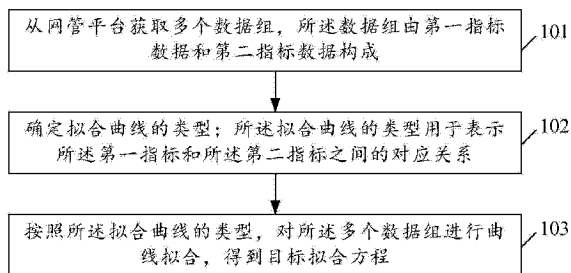 从网管平台获取多个数据组，所述数据组由第一指标
数据和第二指标数据构成
101
确定拟合曲线的类型；所述拟合曲线的类型用于表示
所述第一指标和所述第二指标之间的对应关系
102
按照所述拟合曲线的类型，对所述多个数据组进行曲
线拟合，得到目标拟合方程
103